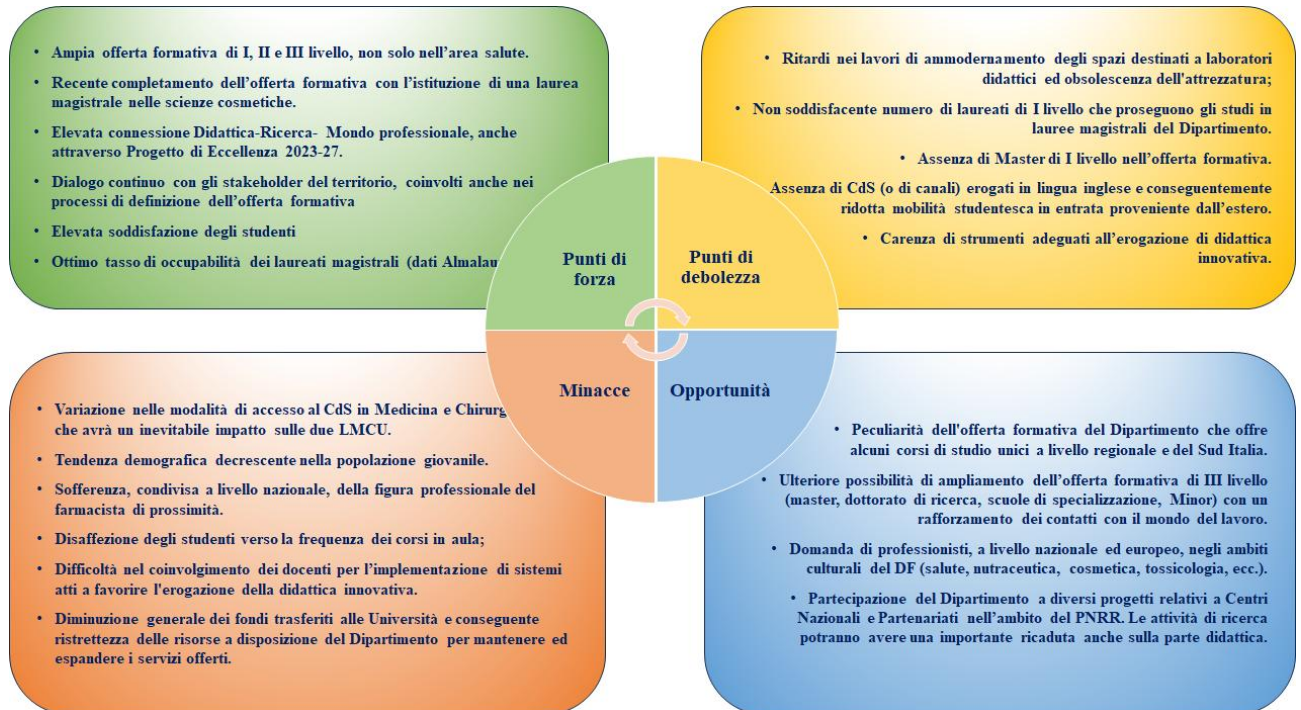 • Ampia offerta formativa di I, II e III livello, non solo nell'area salute.
• Recente completamento dell'offerta formativa con l'istituzione di una laurea
magistrale nelle scienze cosmetiche.
• Elevata connessione Didattica-Ricerca- Mondo professionale, anche
attraverso Progetto di Eccellenza 2023-27.
• Dialogo continuo con gli stakeholder del territorio, coinvolti anche nei
processi di definizione dell'offerta formativa
• Elevata soddisfazione degli studenti
• Ottimo tasso di occupabilità dei laureati magistrali (dati Almalau
• Ritardi nei lavori di ammodernamento degli spazi destinati a laboratori
didattici ed obsolescenza dell'attrezzatura;
• Non soddisfacente numero di laureati di I livello che proseguono gli studi in
lauree magistrali del Dipartimento.
• Assenza di Master di I livello nell'offerta formativa.
Assenza di CdS (o di canali) erogati in lingua inglese e conseguentemente
ridotta mobilità studentesca in entrata proveniente dall'estero.
• Carenza di strumenti adeguati all'erogazione di didattica
innovativa.
Punti di
forza
Punti di
debolezza
Minacce
Opportunità
• Variazione nelle modalità di accesso al CdS in Medicina e Chirurg
che avrà un inevitabile impatto sulle due LMCU.
• Tendenza demografica decrescente nella popolazione giovanile.
• Sofferenza, condivisa a livello nazionale, della figura professionale del
farmacista di prossimità.
• Disaffezione degli studenti verso la frequenza dei corsi in aula;
• Difficoltà nel coinvolgimento dei docenti per l'implementazione di sistemi
atti a favorire l'erogazione della didattica innovativa.
• Diminuzione generale dei fondi trasferiti alle Università e conseguente
ristrettezza delle risorse a disposizione del Dipartimento per mantenere ed
espandere i servizi offerti.
• Peculiarità dell'offerta formativa del Dipartimento che offre
alcuni corsi di studio unici a livello regionale e del Sud Italia.
• Ulteriore possibilità di ampliamento dell'offerta formativa di III livello
(master, dottorato di ricerca, scuole di specializzazione, Minor) con un
rafforzamento dei contatti con il mondo del lavoro.
• Domanda di professionisti, a livello nazionale ed europeo, negli ambiti
culturali del DF (salute, nutraceutica, cosmetica, tossicologia, ecc.).
• Partecipazione del Dipartimento a diversi progetti relativi a Centri
Nazionali e Partenariati nell'ambito del PNRR. Le attività di ricerca
potranno avere una importante ricaduta anche sulla parte didattica.